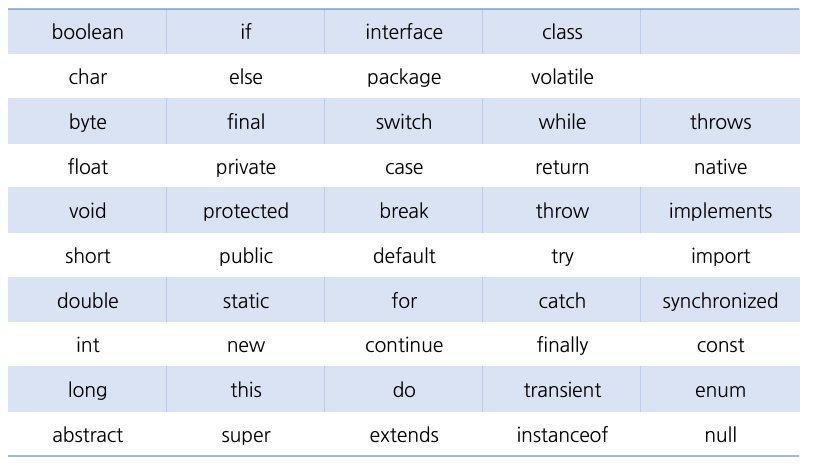 boolean if interface class
char else package volatile
byte final switch while throws
float private case return native
void protected break throw implements
short public default try import
double static for catch synchronized
int new continue finally const
long this do transient enum
abstract super extends instanceof null